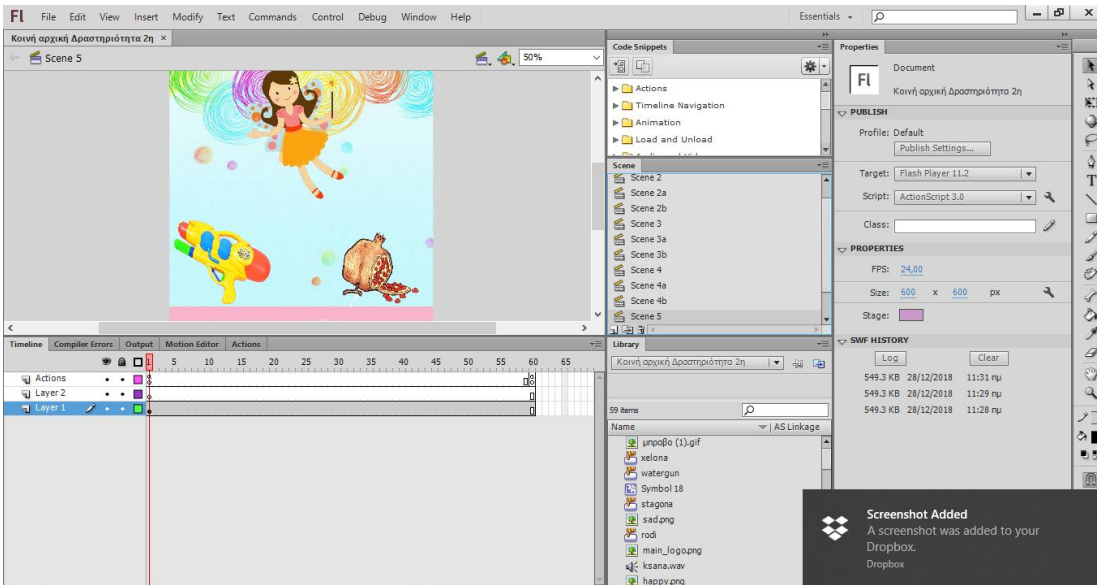 Fl File Edit View Insert Modify Text Commands Control Debug Window Help Essentials
Κοινή αρχική Δραστηριότητα 2η ×
Scene 5 50%
Timeline Compiler Errors Output Motion Editor Actions
1 5 10 15 20 25 30 35 40 45 50 55 60 65
Actions
Layer 2
Layer 1
Code Snippets
Actions
Timeline Navigation
Animation
Load and Unload
Scene
Scene 2
Scene 2a
Scene 2b
Scene 3
Scene 3a
Scene 3b
Scene 4
Scene 4a
Scene 4b
Scene 5
Library
Κοινή αρχική Δραστηριότητα 2η
59 items
Name AS Linkage
μπραβο (1).gif
xelona
watergun
Symbol 18
stagona
sad.png
rodi
main_logo.png
ksana.wav
happy.png
Properties
Fl Document
Κοινή αρχική Δραστηριότητα 2η
PUBLISH
Profile: Default
Publish Settings...
Target: Flash Player 11.2
Script: ActionScript 3.0
Class:
PROPERTIES
FPS: 24,00
Size: 600 x 600 px
Stage:
SWF HISTORY
Log Clear
549.3 KB 28/12/2018 11:31 πμ
549.3 KB 28/12/2018 11:29 πμ
549.3 KB 28/12/2018 11:28 πμ
Screenshot Added
A screenshot was added to your
Dropbox.
Dropbox